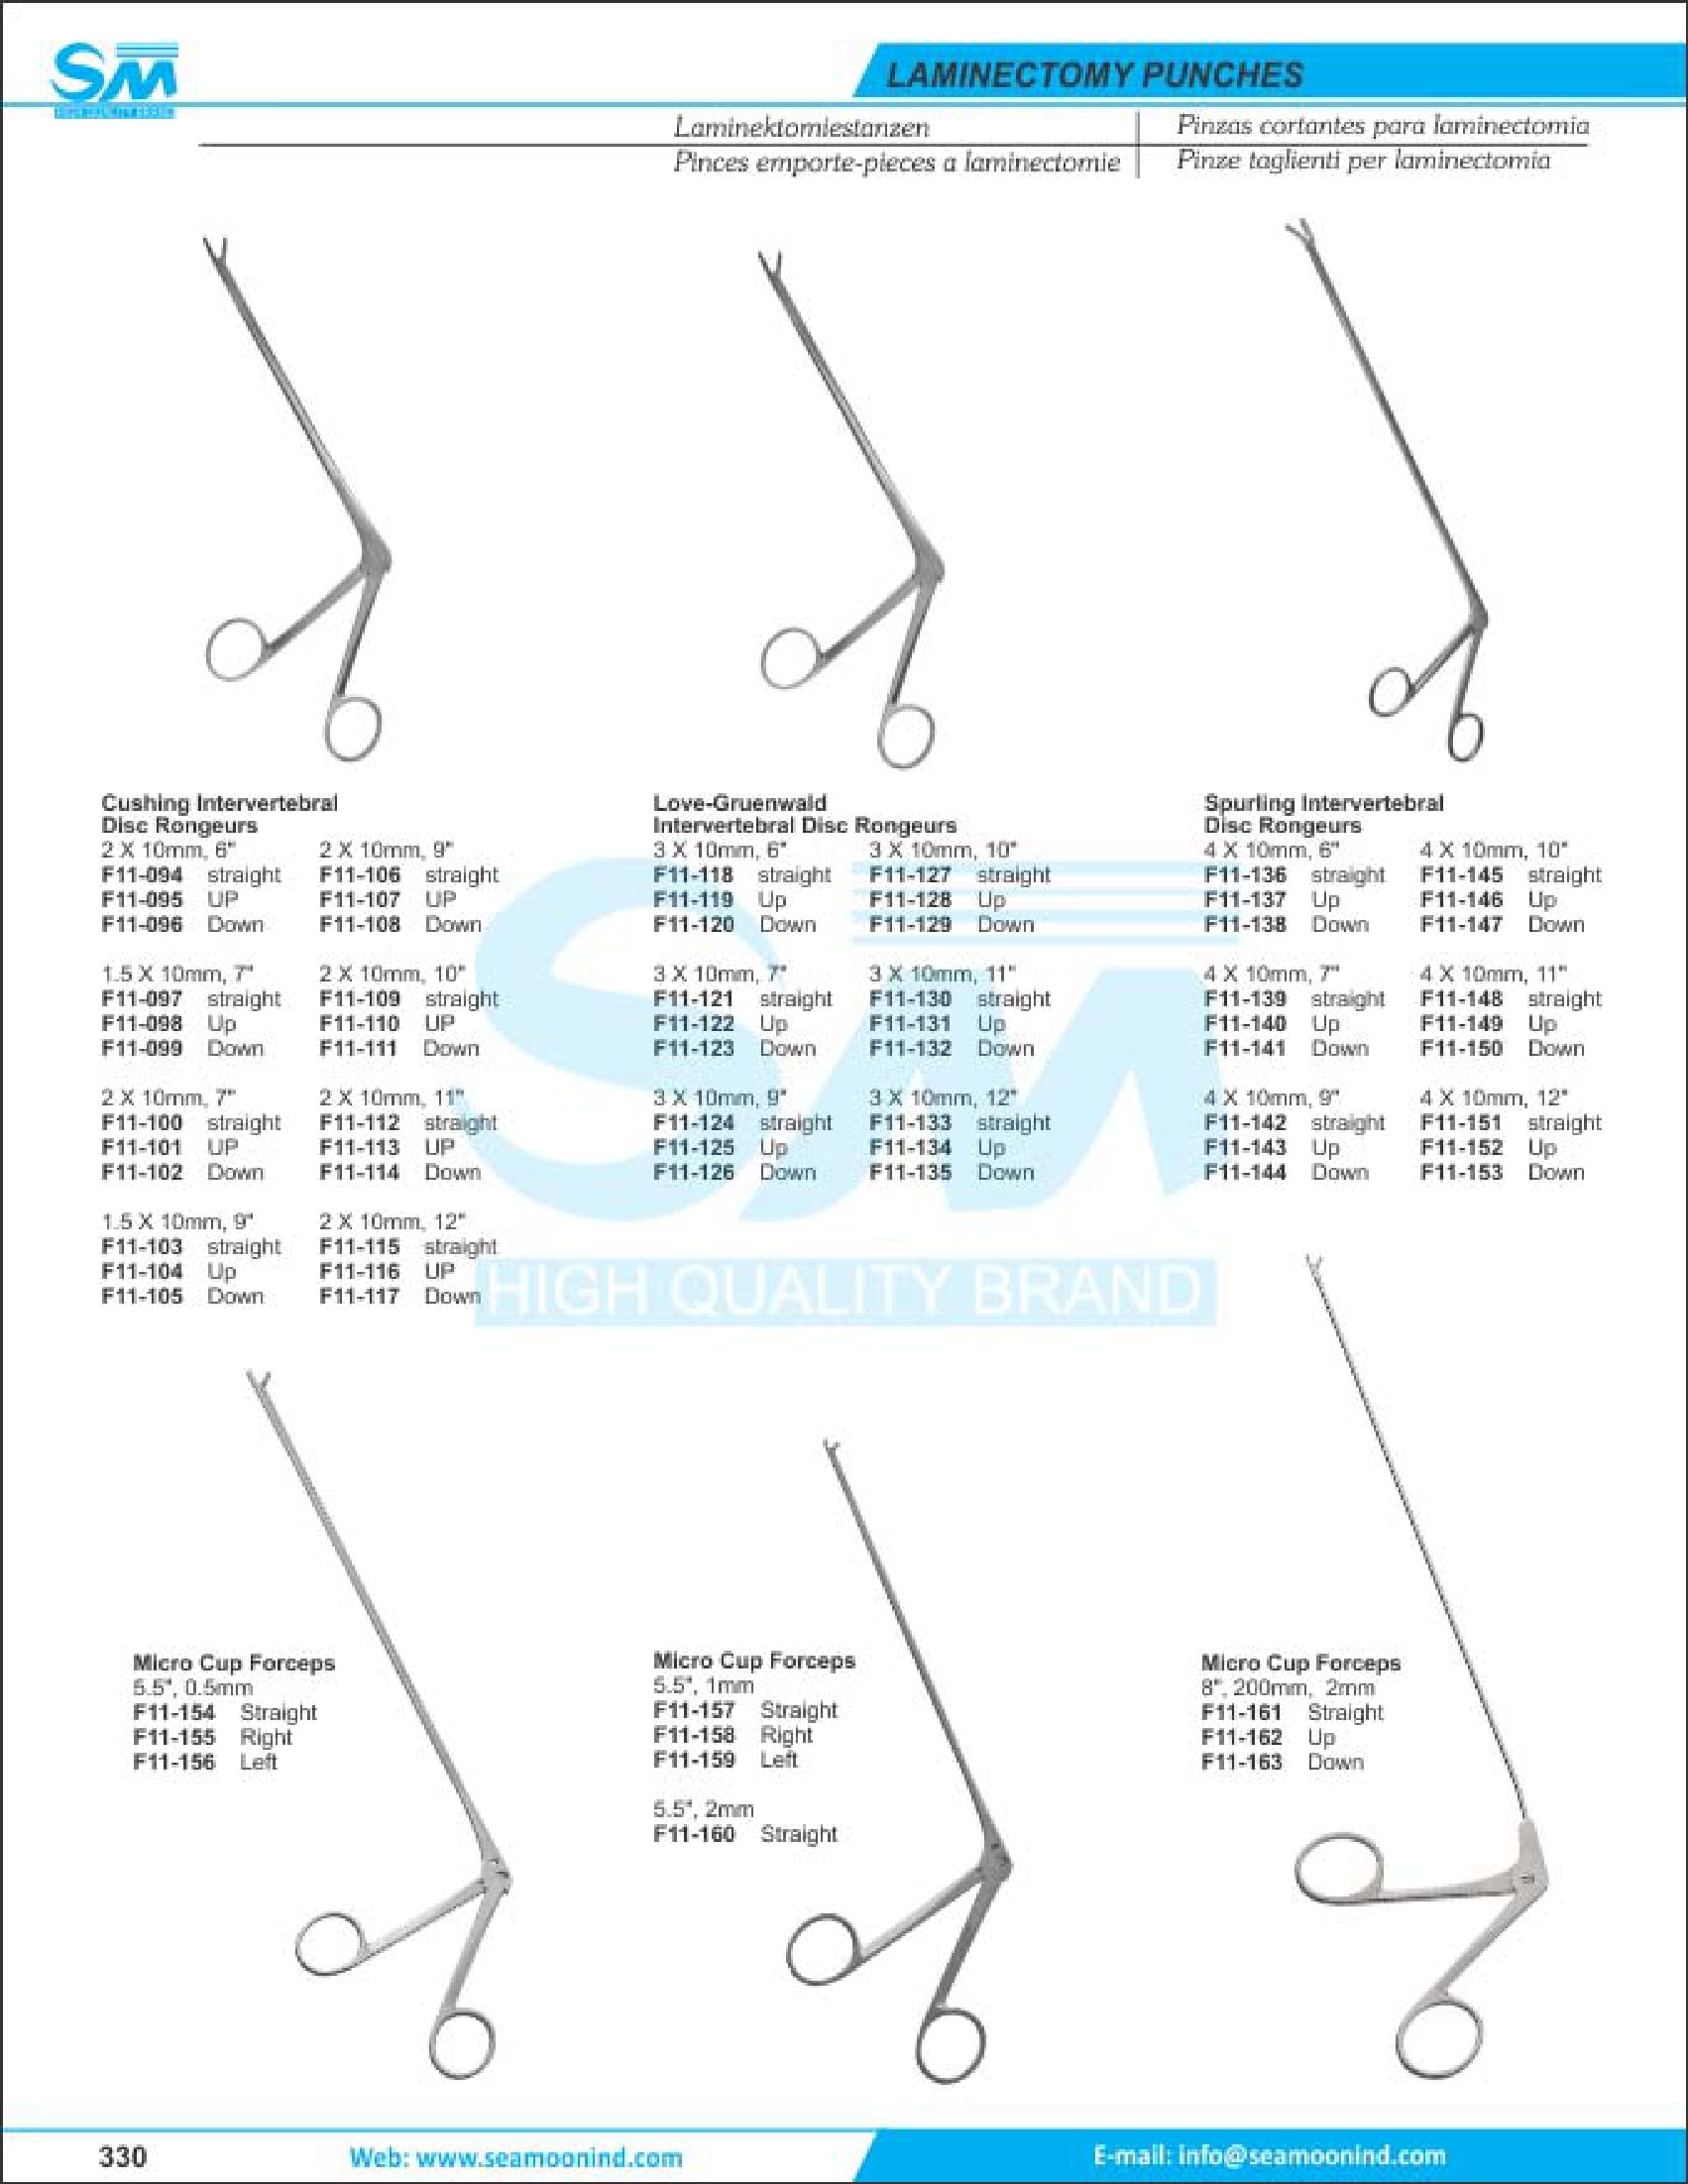 SM
LAMINECTOMY PUNCHES
Laminektomiestanzen
Pinces emporte-pieces a laminectomie
Pinzas cortantes para laminectomia
Pinze taglienti per laminectomia
Cushing Intervertebral
Disc Rongeurs
2 X 10mm, 6"
F11-094 straight
F11-095 UP
F11-096 Down
1.5 X 10mm, 7"
F11-097 straight
F11-098 Up
F11-099 Down
2 X 10mm, 7"
F11-100 straight
F11-101 UP
F11-102 Down
1.5 X 10mm, 9"
F11-103 straight
F11-104 Up
F11-105 Down
2 X 10mm, 9"
F11-106 straight
F11-107 UP
F11-108 Down
2 X 10mm, 10"
F11-109 straight
F11-110 UP
F11-111 Down
2 X 10mm, 11"
F11-112 straight
F11-113 UP
F11-114 Down
2 X 10mm, 12"
F11-115 straight
F11-116 UP
F11-117 Down
Love-Gruenwald
Intervertebral Disc Rongeurs
3 X 10mm, 6"
F11-118 straight
F11-119 Up
F11-120 Down
3 X 10mm, 7"
F11-121 straight
F11-122 Up
F11-123 Down
3 X 10mm, 9"
F11-124 straight
F11-125 Up
F11-126 Down
3 X 10mm, 10"
F11-127 straight
F11-128 Up
F11-129 Down
3 X 10mm, 11"
F11-130 straight
F11-131 Up
F11-132 Down
3 X 10mm, 12"
F11-133 straight
F11-134 Up
F11-135 Down
Spurling Intervertebral
Disc Rongeurs
4 X 10mm, 6"
F11-136 straight
F11-137 Up
F11-138 Down
4 X 10mm, 7"
F11-139 straight
F11-140 Up
F11-141 Down
4 X 10mm, 9"
F11-142 straight
F11-143 Up
F11-144 Down
4 X 10mm, 10"
F11-145 straight
F11-146 Up
F11-147 Down
4 X 10mm, 11"
F11-148 straight
F11-149 Up
F11-150 Down
4 X 10mm, 12"
F11-151 straight
F11-152 Up
F11-153 Down
SM
HIGH QUALITY BRAND
Micro Cup Forceps
5.5", 0.5mm
F11-154 Straight
F11-155 Right
F11-156 Left
Micro Cup Forceps
5.5", 1mm
F11-157 Straight
F11-158 Right
F11-159 Left
5.5", 2mm
F11-160 Straight
Micro Cup Forceps
8", 200mm, 2mm
F11-161 Straight
F11-162 Up
F11-163 Down
330
Web: www.seamoonind.com
E-mail: info@seamoonind.com